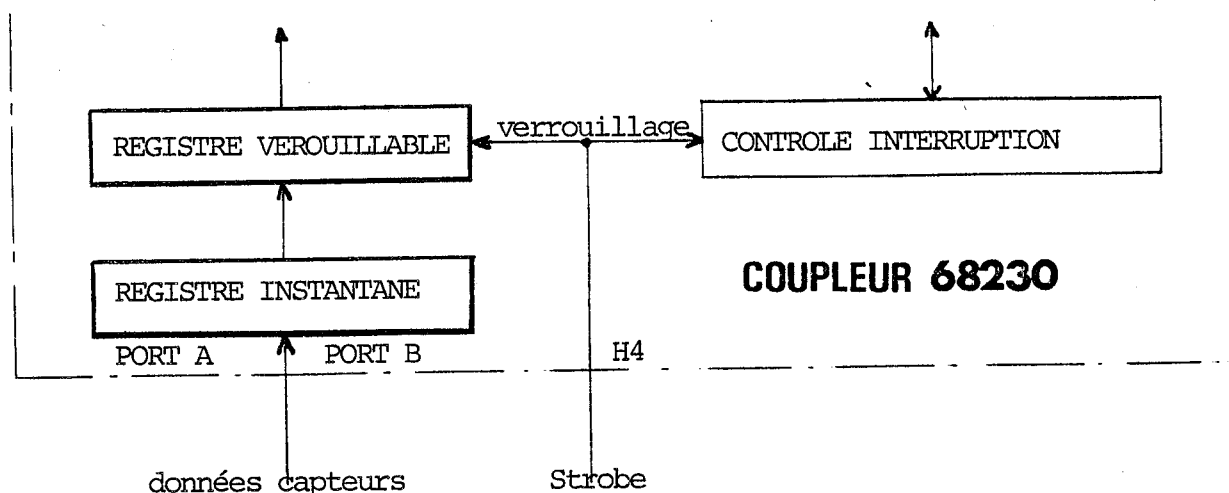 verrouillage
REGISTRE VEROUILLABLE
CONTROLE INTERRUPTION
REGISTRE INSTANTANE
COUPLEUR 68230
PORT A
PORT B
H4
données capteurs
Strobe